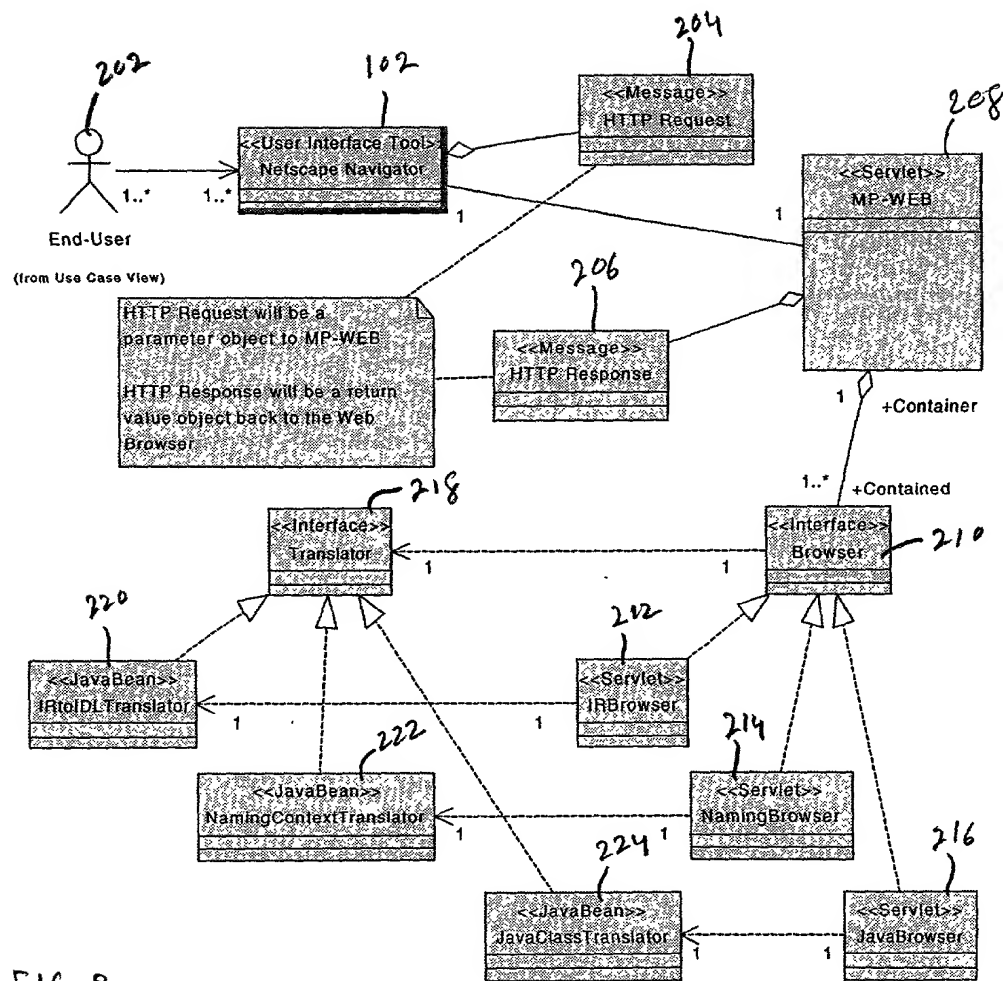 202
102
204
208
<<Message>>
HTTP Request
<<User Interface Tool>
Netscape Navigator
<<Servlet>>
MP-WEB
1..*
1..*
1
1
End-User
(from Use Case View)
206
HTTP Request will be a
parameter object to MP-WEB
HTTP Response will be a return
value object back to the Web
Browser
<<Message>>
HTTP Response
1
+Container
1..*
+Contained
218
<<Interface>>
Translator
<<Interface>>
Browser
210
1
1
220
212
<<JavaBean>>
IRtoIDLTranslator
<<Servlet>>
IRBrowser
1
1
222
214
<<JavaBean>>
NamingContextTranslator
<<Servlet>>
NamingBrowser
1
1
224
216
<<JavaBean>>
JavaClassTranslator
<<Servlet>>
JavaBrowser
1
1